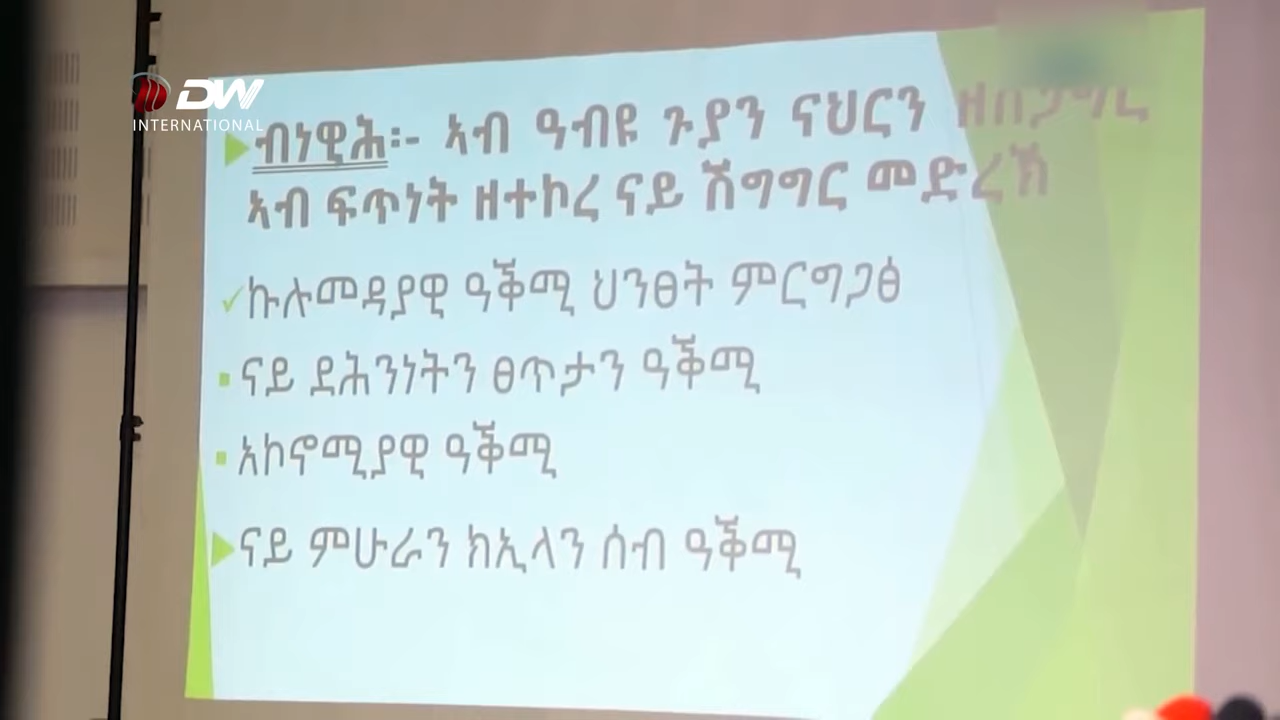 DW
INTERNATIONAL
ብነዊሕ፡- ኣብ ዓብዩ ጉያን ናህርን
ኣብ ፍጥነት ዘተኮረ ናይ ሽግግር መድረኽ
ኩሉመዳያዊ ዓቕሚ ህንፀት ምርግጋፅ
ናይ ደሕንነትን ፀጥታን ዓቕሚ
አኮኖሚያዊ ዓቕሚ
ናይ ምሁራን ክኢላን ሰብ ዓቕሚ